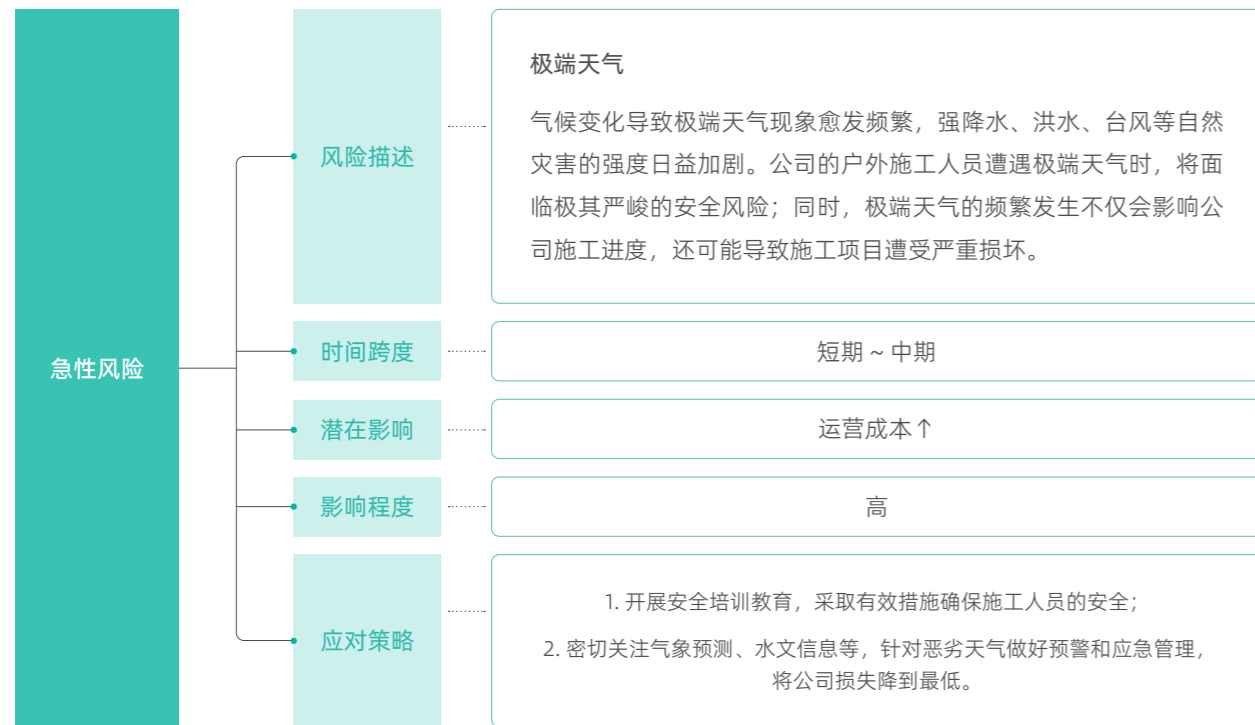 急性风险
风险描述
极端天气
气候变化导致极端天气现象愈发频繁，强降水、洪水、台风等自然
灾害的强度日益加剧。公司的户外施工人员遭遇极端天气时，将面
临极其严峻的安全风险；同时，极端天气的频繁发生不仅会影响公
司施工进度，还可能导致施工项目遭受严重损坏。
时间跨度
短期 ~ 中期
潜在影响
运营成本↑
影响程度
高
应对策略
1. 开展安全培训教育，采取有效措施确保施工人员的安全；
2. 密切关注气象预测、水文信息等，针对恶劣天气做好预警和应急管理，
将公司损失降到最低。